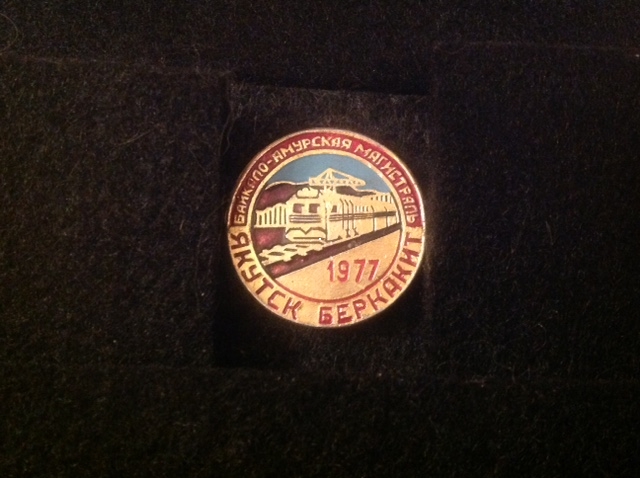 БАЙКАЛО-АМУРСКАЯ МАГИСТРАЛЬ
1977
ЯКУТСК БЕРКАКИТ